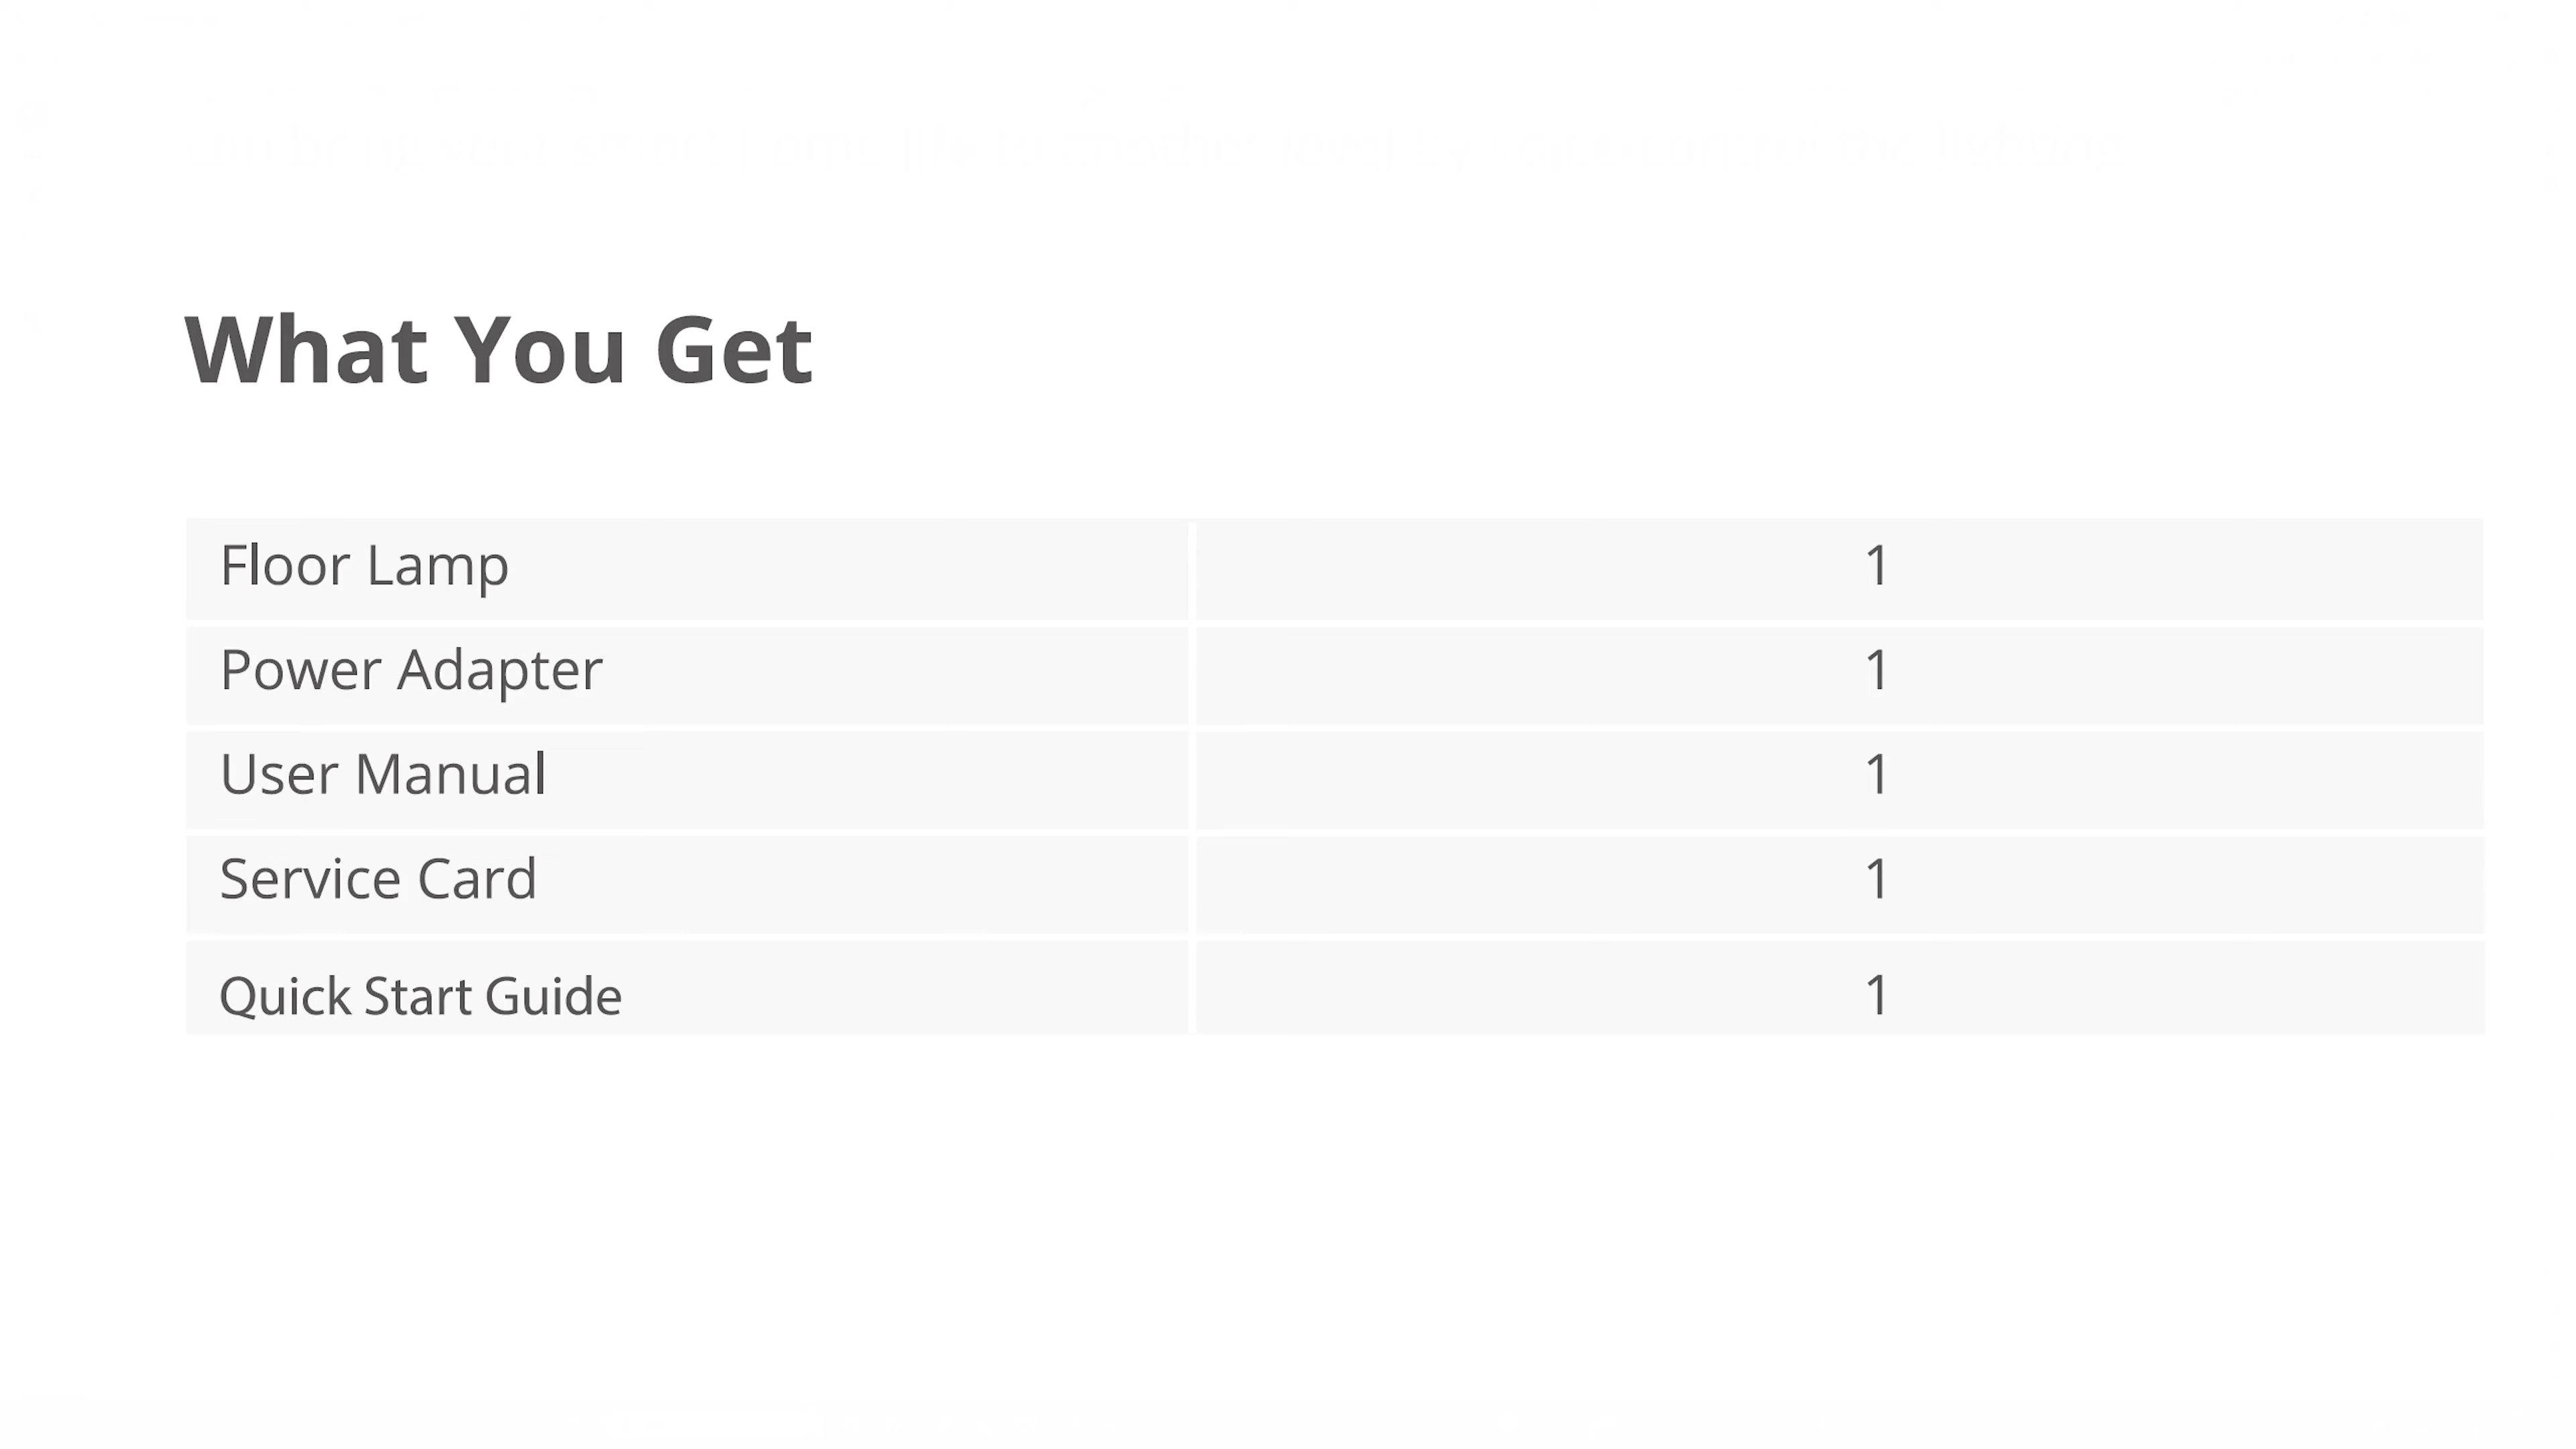 What You Get
Floor Lamp 1
Power Adapter 1
User Manual 1
Service Card 1
Quick Start Guide 1